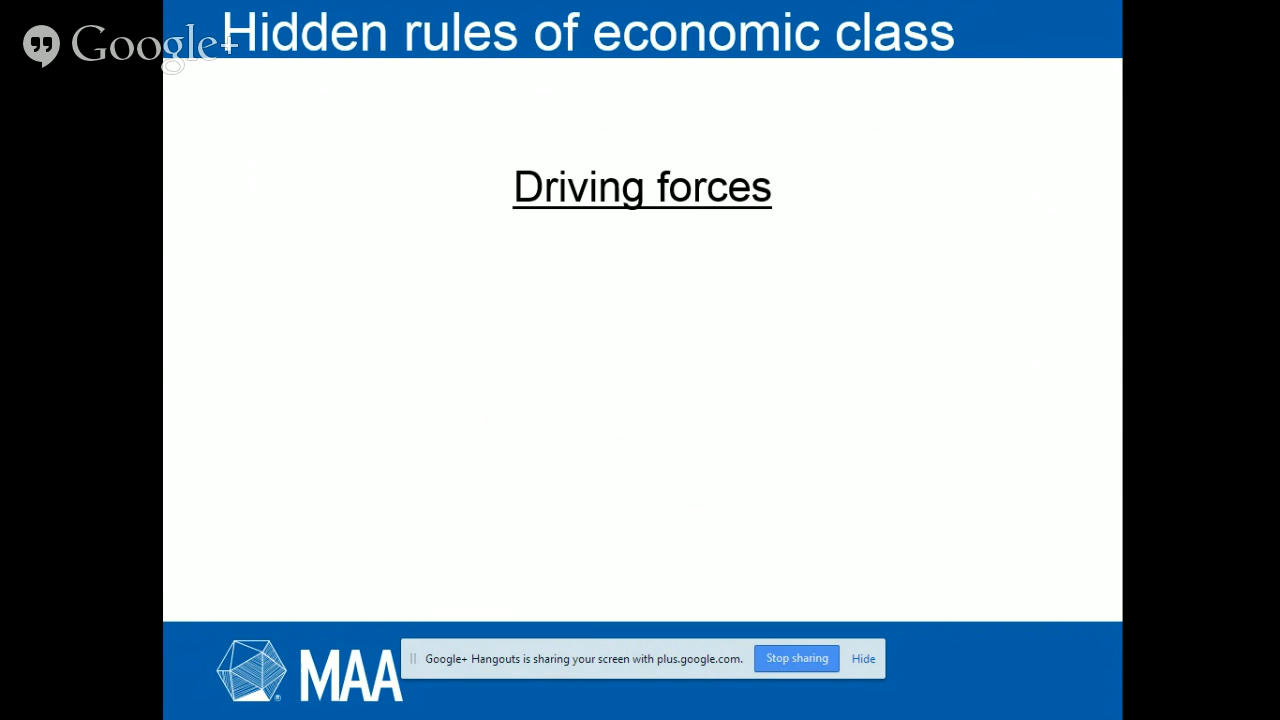 Google+
Hidden rules of economic class
Driving forces
MAA
Google+ Hangouts is sharing your screen with plus.google.com.
Stop sharing
Hide